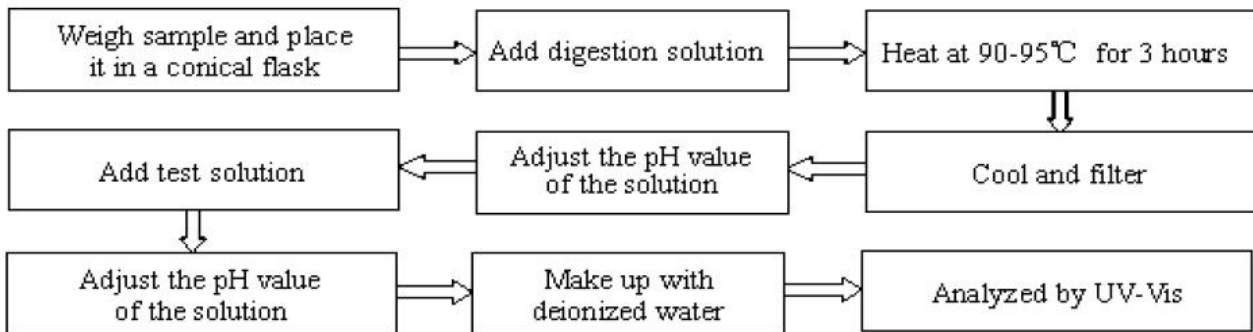 Weigh sample and place
it in a conical flask
Add digestion solution
Heat at 90-95℃ for 3 hours
Cool and filter
Adjust the pH value
of the solution
Add test solution
Adjust the pH value
of the solution
Make up with
deionized water
Analyzed by UV-Vis